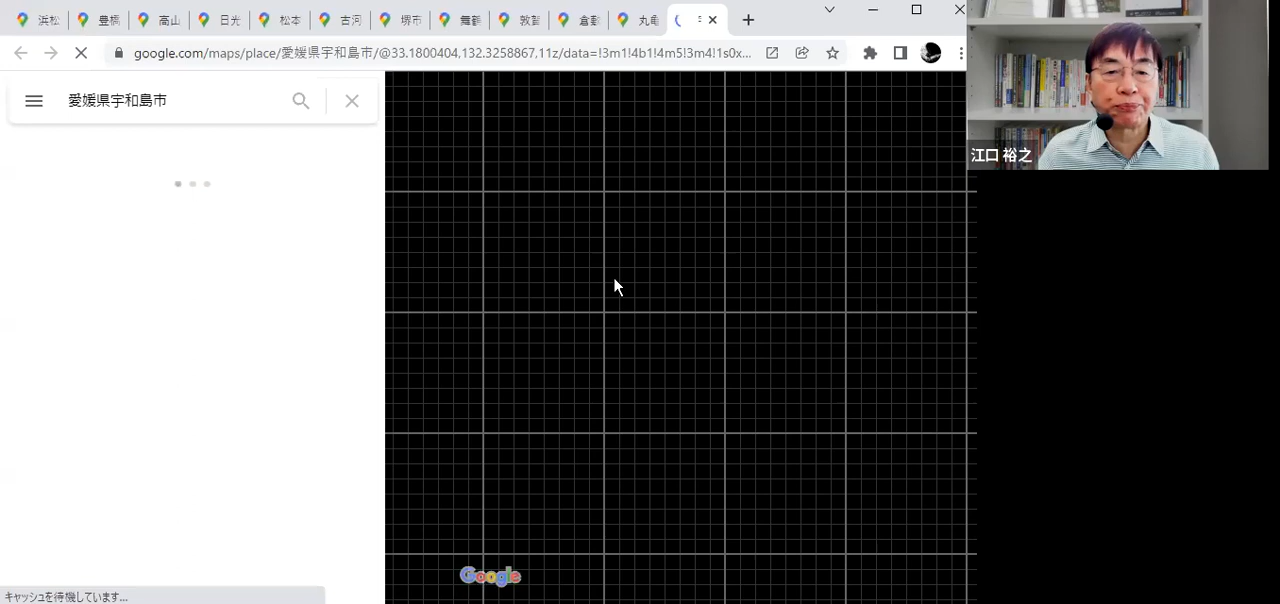 浜松
豊橋
高山
日光
松本
古河
堺市
舞鶴
敦賀
倉敷
丸亀
google.com/maps/place/愛媛県宇和島市/@33.1800404,132.3258867,11z/data=!3m1!4b1!4m5!3m4!1s0x...
愛媛県宇和島市
江口 裕之
Google
キャッシュを待機しています...